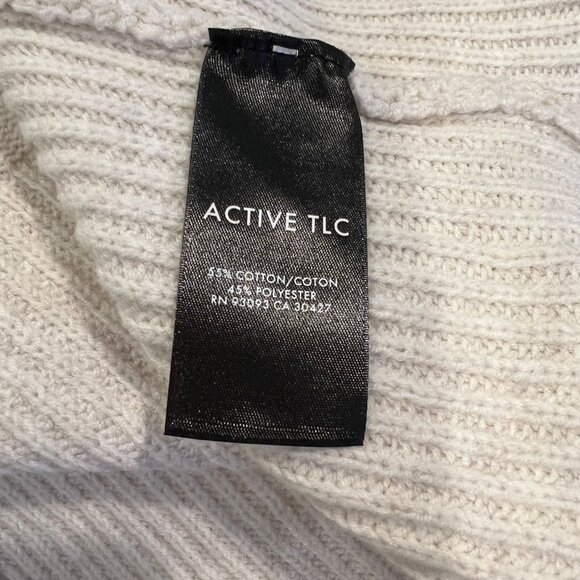 ACTIVE TLC
55% COTTON/COTON
45% POLYESTER
RN 93093 CA 30427